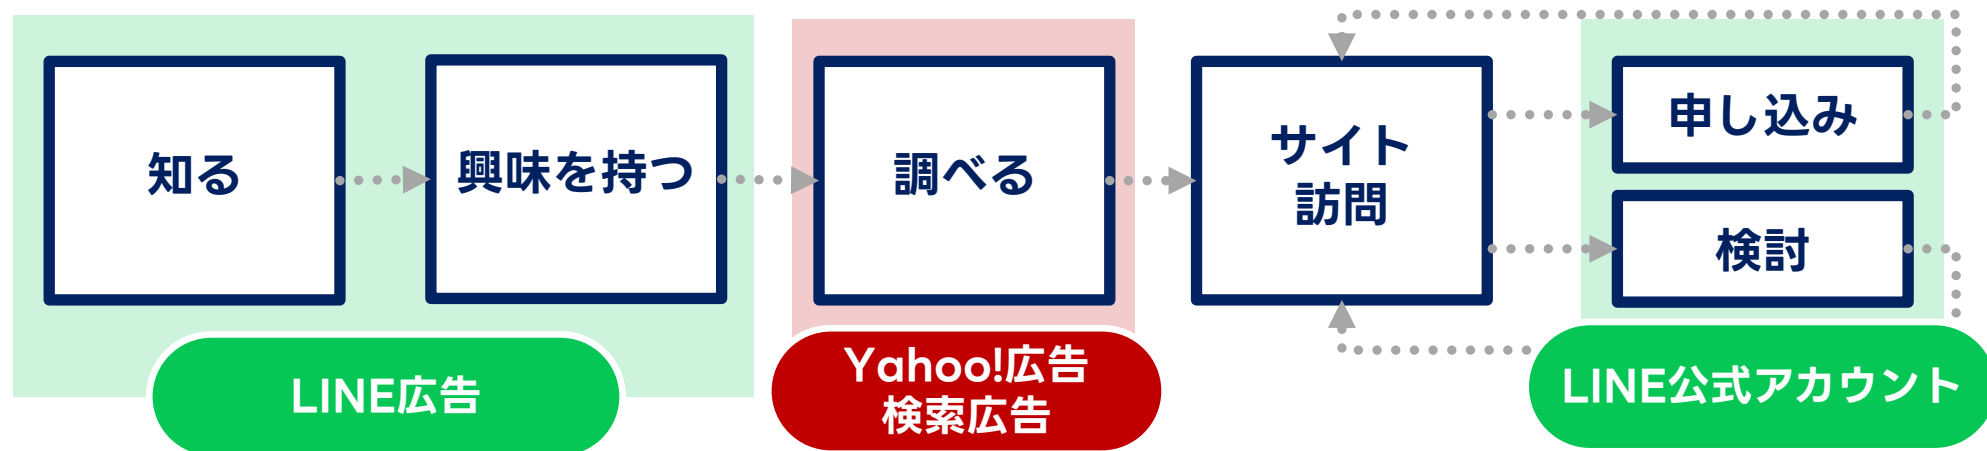 知る
興味を持つ
調べる
サイト
訪問
申し込み
検討
LINE広告
Yahoo!広告
検索広告
LINE公式アカウント